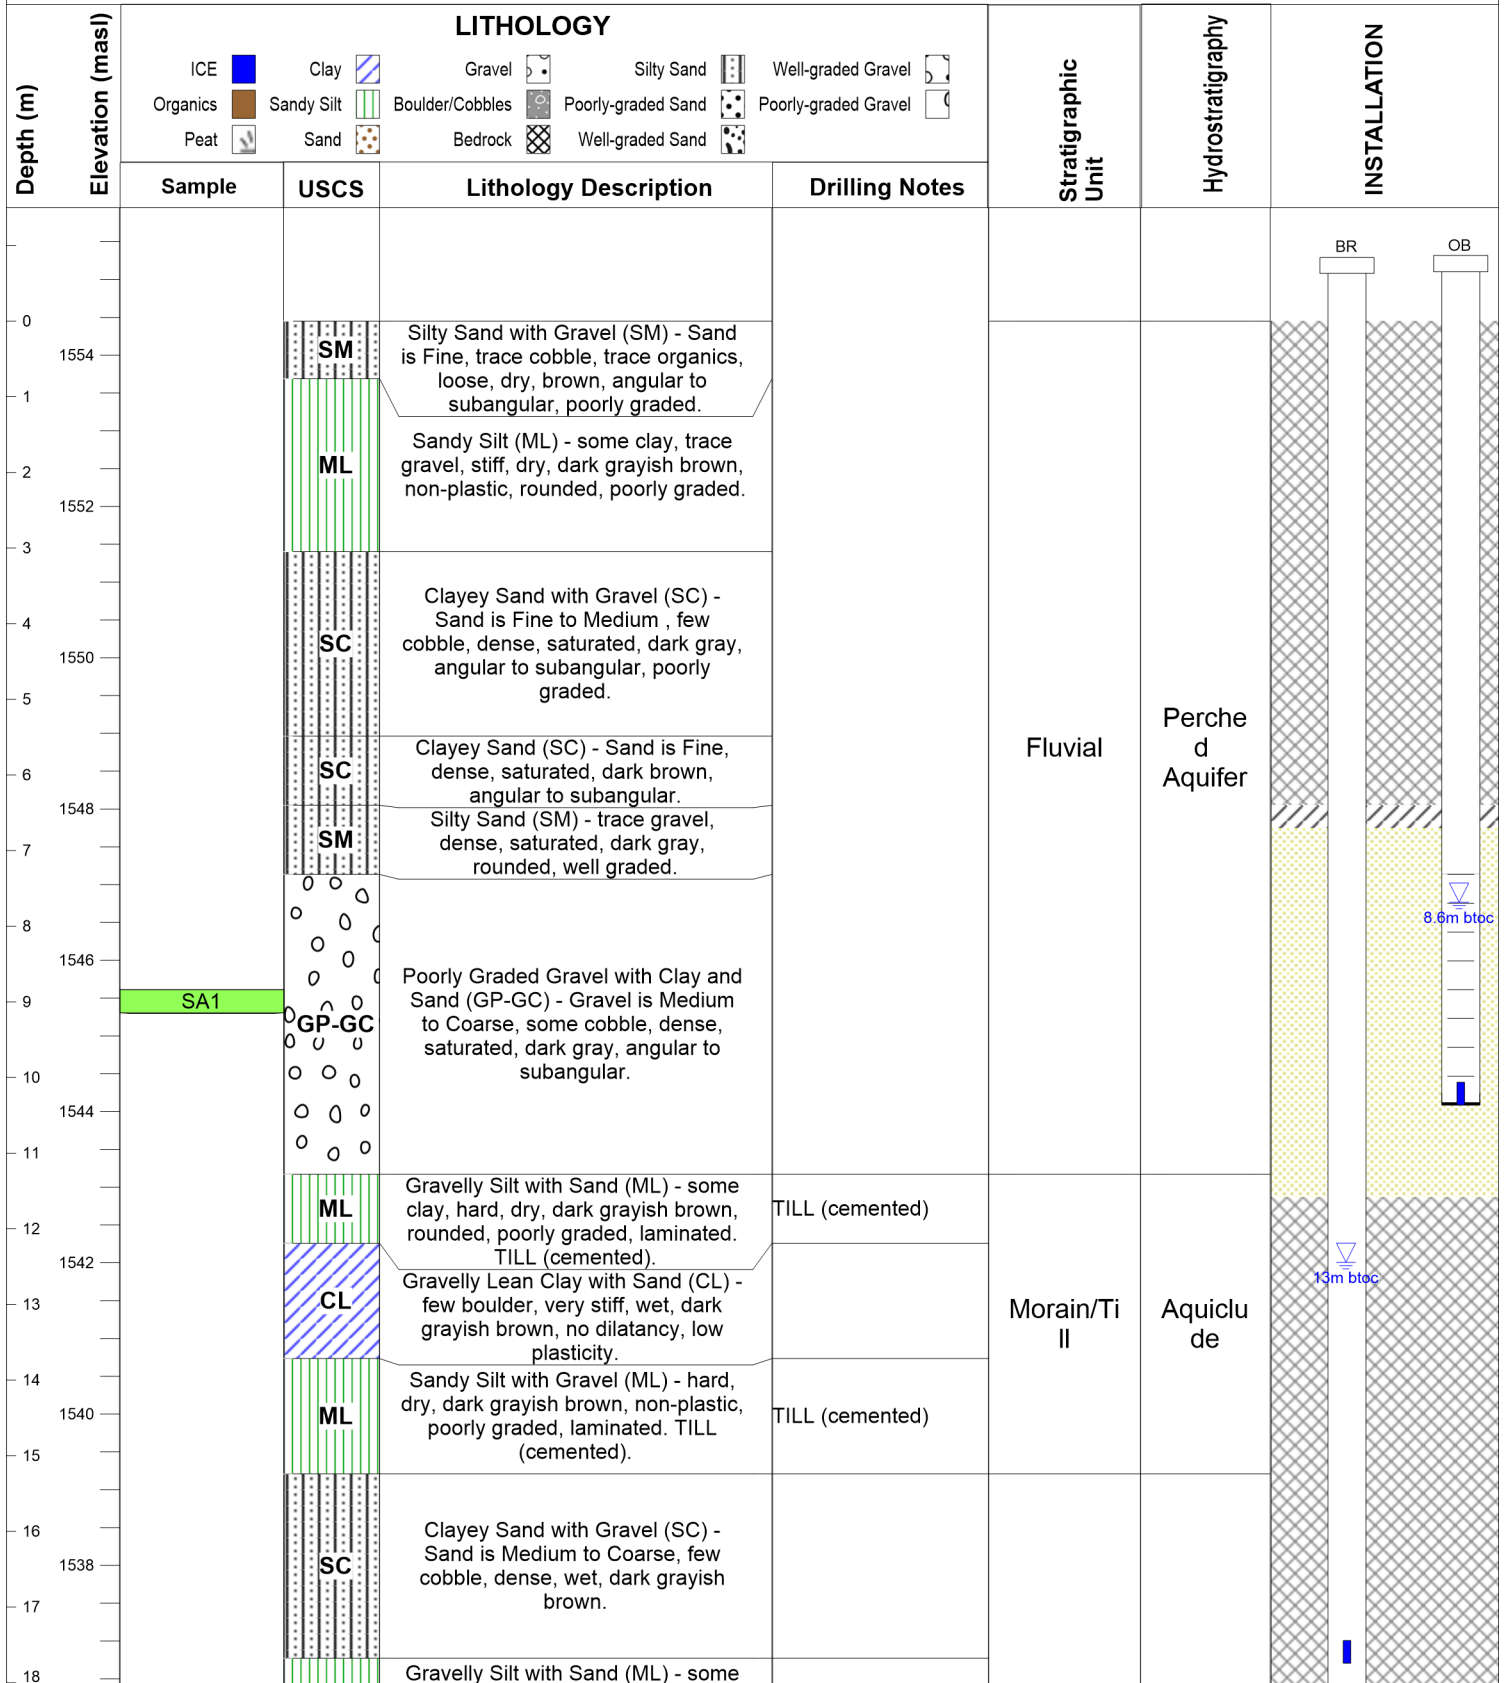 LITHOLOGY
ICE Clay Gravel Silty Sand Well-graded Gravel
Organics Sandy Silt Boulder/Cobbles Poorly-graded Sand Poorly-graded Gravel
Peat Sand Bedrock Well-graded Sand
Depth (m)
Elevation (masl)
Sample USCS Lithology Description Drilling Notes
Stratigraphic
Unit
Hydrostratigraphy
INSTALLATION
BR OB
0
1554
1
2
1552
3
4
1550
5
6
1548
7
8
1546
9
10
1544
11
12
1542
13
14
1540
15
16
1538
17
18
SA1
SM
Silty Sand with Gravel (SM) - Sand
is Fine, trace cobble, trace organics,
loose, dry, brown, angular to
subangular, poorly graded.
ML
Sandy Silt (ML) - some clay, trace
gravel, stiff, dry, dark grayish brown,
non-plastic, rounded, poorly graded.
SC
Clayey Sand with Gravel (SC) -
Sand is Fine to Medium , few
cobble, dense, saturated, dark gray,
angular to subangular, poorly
graded.
SC
Clayey Sand (SC) - Sand is Fine,
dense, saturated, dark brown,
angular to subangular.
SM
Silty Sand (SM) - trace gravel,
dense, saturated, dark gray,
rounded, well graded.
GP-GC
Poorly Graded Gravel with Clay and
Sand (GP-GC) - Gravel is Medium
to Coarse, some cobble, dense,
saturated, dark gray, angular to
subangular.
ML
Gravelly Silt with Sand (ML) - some
clay, hard, dry, dark grayish brown,
rounded, poorly graded, laminated.
TILL (cemented).
TILL (cemented)
CL
Gravelly Lean Clay with Sand (CL) -
few boulder, very stiff, wet, dark
grayish brown, no dilatancy, low
plasticity.
ML
Sandy Silt with Gravel (ML) - hard,
dry, dark grayish brown, non-plastic,
poorly graded, laminated. TILL
(cemented).
TILL (cemented)
SC
Clayey Sand with Gravel (SC) -
Sand is Medium to Coarse, few
cobble, dense, wet, dark grayish
brown.
Gravelly Silt with Sand (ML) - some
Fluvial
Perche
d
Aquifer
Morain/Ti
ll
Aquiclu
de
8.6m btoc
13m btoc